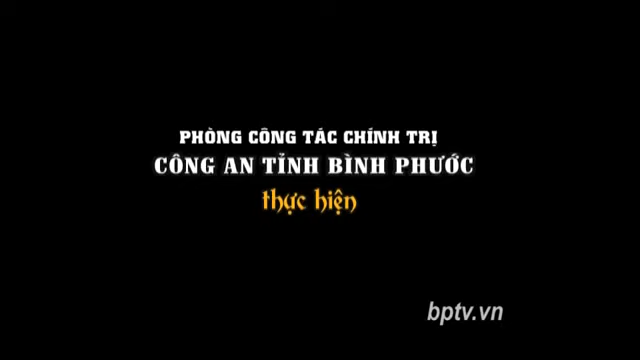 PHÒNG CÔNG TÁC CHÍNH TRỊ
CÔNG AN TỈNH BÌNH PHƯỚC
thực hiện
bptv.vn